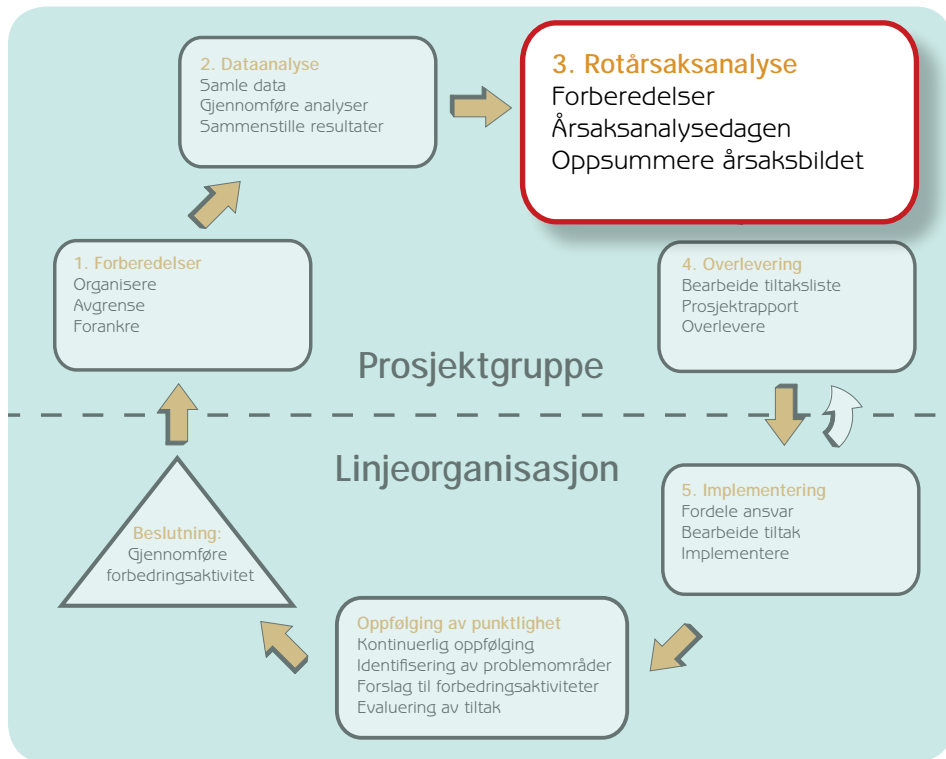 2. Dataanalyse
Samle data
Gjennomføre analyser
Sammenstille resultater
3. Rotårsaksanalyse
Forberedelser
Årsaksanalysedagen
Oppsummere årsaksbildet
1. Forberedelser
Organisere
Avgrense
Forankre
4. Overlevering
Bearbeide tiltaksliste
Prosjektrapport
Overlevere
Prosjektgruppe
Linjeorganisasjon
Beslutning:
Gjennomføre
forbedringsaktivitet
5. Implementering
Fordele ansvar
Bearbeide tiltak
Implementere
Oppfølging av punktlighet
Kontinuerlig oppfølging
Identifisering av problemområder
Forslag til forbedringsaktiviteter
Evaluering av tiltak